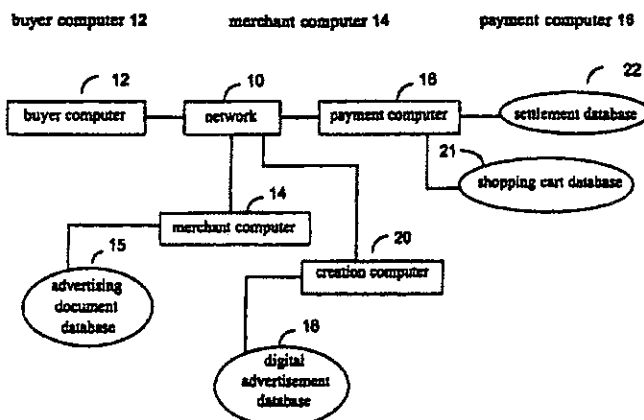 buyer computer 12 merchant computer 14 payment computer 16
12 10 16 22
buyer computer network payment computer settlement database
21
shopping cart database
14
merchant computer
15
20
creation computer
advertising
document
database
18
digital
advertisement
database